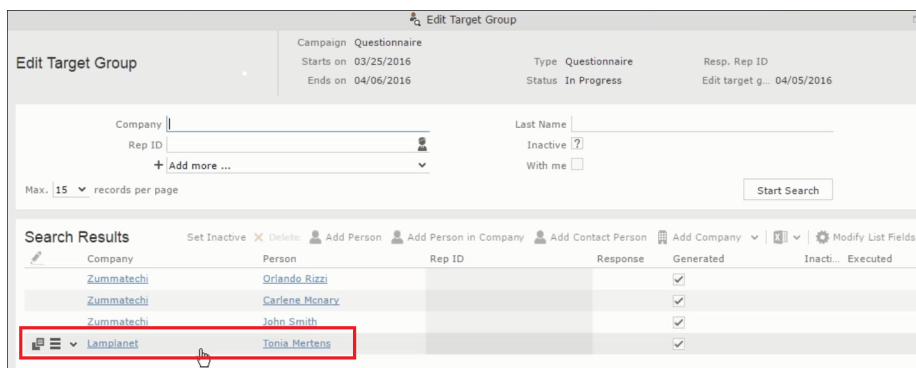 Edit Target Group
Campaign Questionnaire
Edit Target Group
Starts on 03/25/2016 Type Questionnaire Resp. Rep ID
Ends on 04/06/2016 Status In Progress Edit target g... 04/05/2016
Company Last Name
Rep ID Inactive ?
+ Add more ... With me
Max. 15 records per page Start Search
Search Results Set Inactive Delete Add Person Add Person in Company Add Contact Person Add Company Modify List Fields
Company Person Rep ID Response Generated Inacti... Executed
Zummatechi Orlando Rizzi
Zummatechi Carlene Mcnary
Zummatechi John Smith
Lamplanet Tonia Mertens